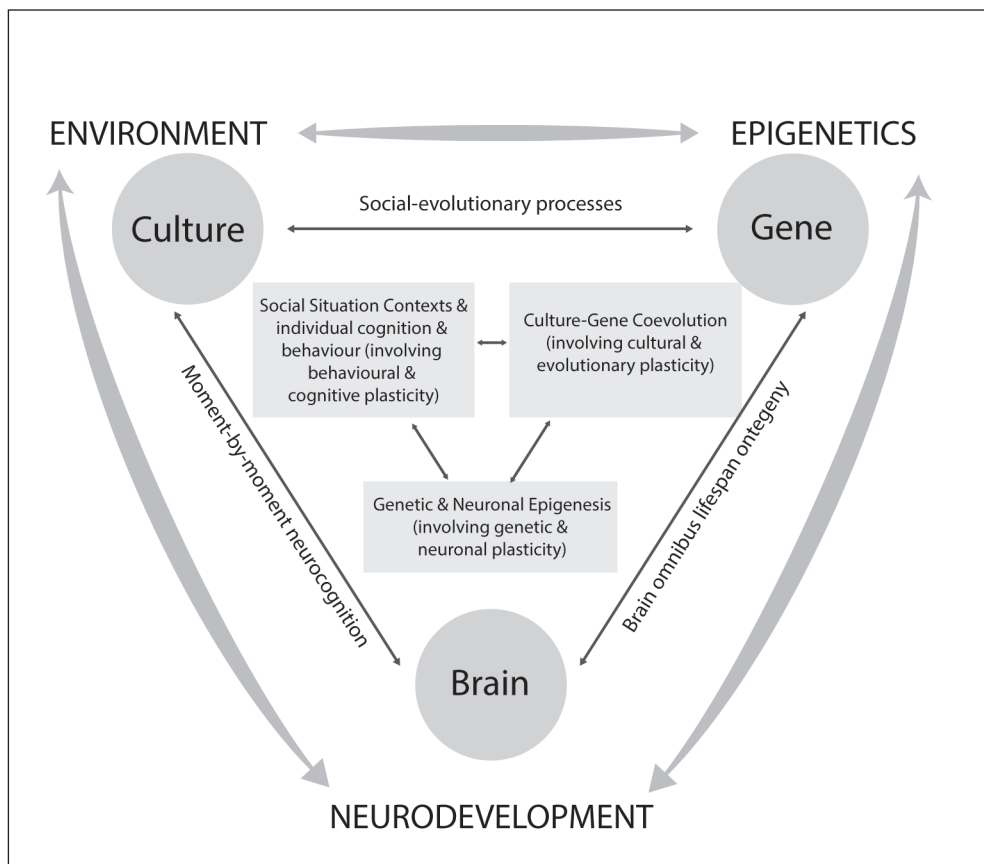 ENVIRONMENT
EPIGENETICS
Culture
Social-evolutionary processes
Gene
Social Situation Contexts &
individual cognition &
behaviour (involving
behavioural &
cognitive plasticity)
Culture-Gene Coevolution
(involving cultural &
evolutionary plasticity)
Moment-by-moment neurocognition
Brain omnibus lifespan ontegeny
Genetic & Neuronal Epigenesis
(involving genetic &
neuronal plasticity)
Brain
NEURODEVELOPMENT